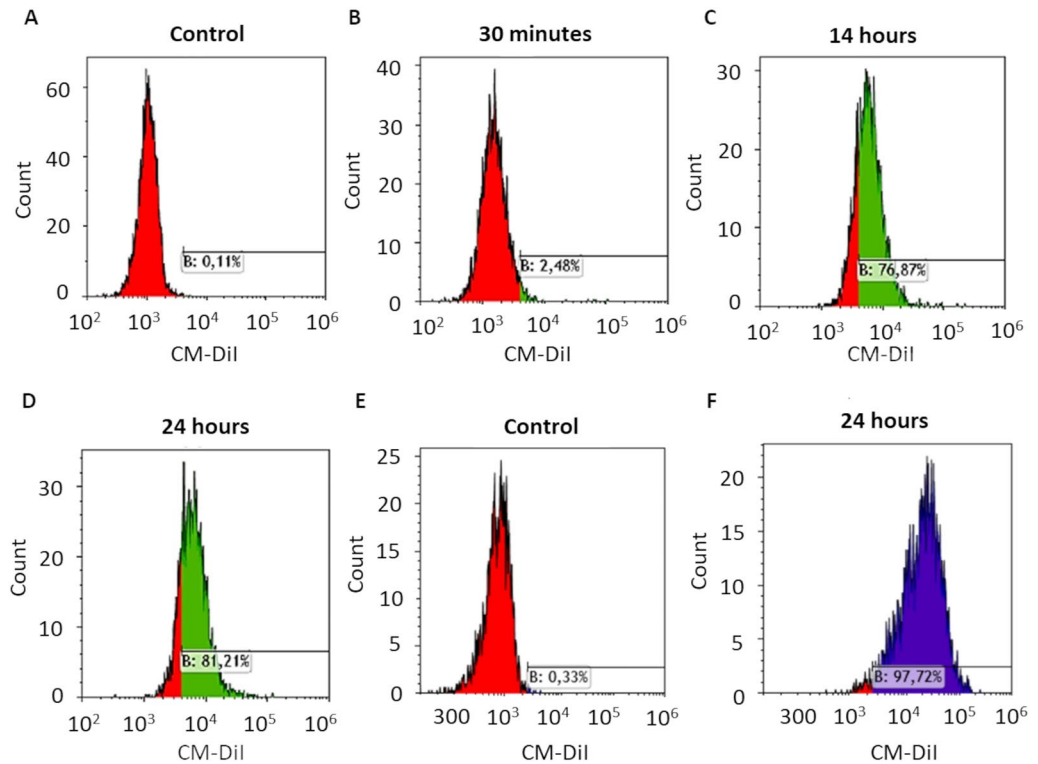 A
Control
Count
60
40
20
0
B: 0,11%
10² 10³ 10⁴ 10⁵ 10⁶
CM-DiI
B
30 minutes
Count
40
30
20
10
0
B: 2,48%
10² 10³ 10⁴ 10⁵ 10⁶
CM-DiI
C
14 hours
Count
30
20
10
0
B: 76,87%
10² 10³ 10⁴ 10⁵ 10⁶
CM-DiI
D
24 hours
Count
30
20
10
0
B: 81,21%
10² 10³ 10⁴ 10⁵ 10⁶
CM-DiI
E
Control
Count
25
20
15
10
5
0
B: 0,33%
300 10³ 10⁴ 10⁵ 10⁶
CM-DiI
F
24 hours
Count
20
15
10
5
0
B: 97,72%
300 10³ 10⁴ 10⁵ 10⁶
CM-DiI